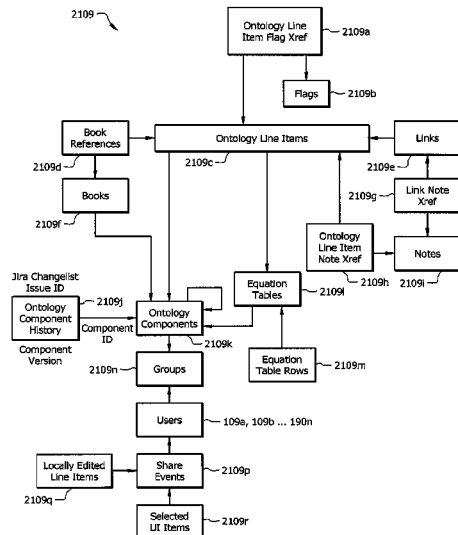 2109
Ontology Line
Item Flag Xref
2109a
Flags
2109b
Book
References
2109d
Ontology Line Items
2109c
Links
2109e
Books
2109f
Link Note
Xref
2109g
Ontology
Line Item
Note Xref
2109h
Notes
2109i
Jira Changelist
Issue ID
2109j
Ontology
Component
History
Component
ID
Component
Version
Ontology
Components
2109k
Equation
Tables
2109l
Groups
2109n
Equation
Table Rows
2109m
Users
109a, 109b ... 190n
Locally Edited
Line Items
2109q
Share
Events
2109p
Selected
UI Items
2109r